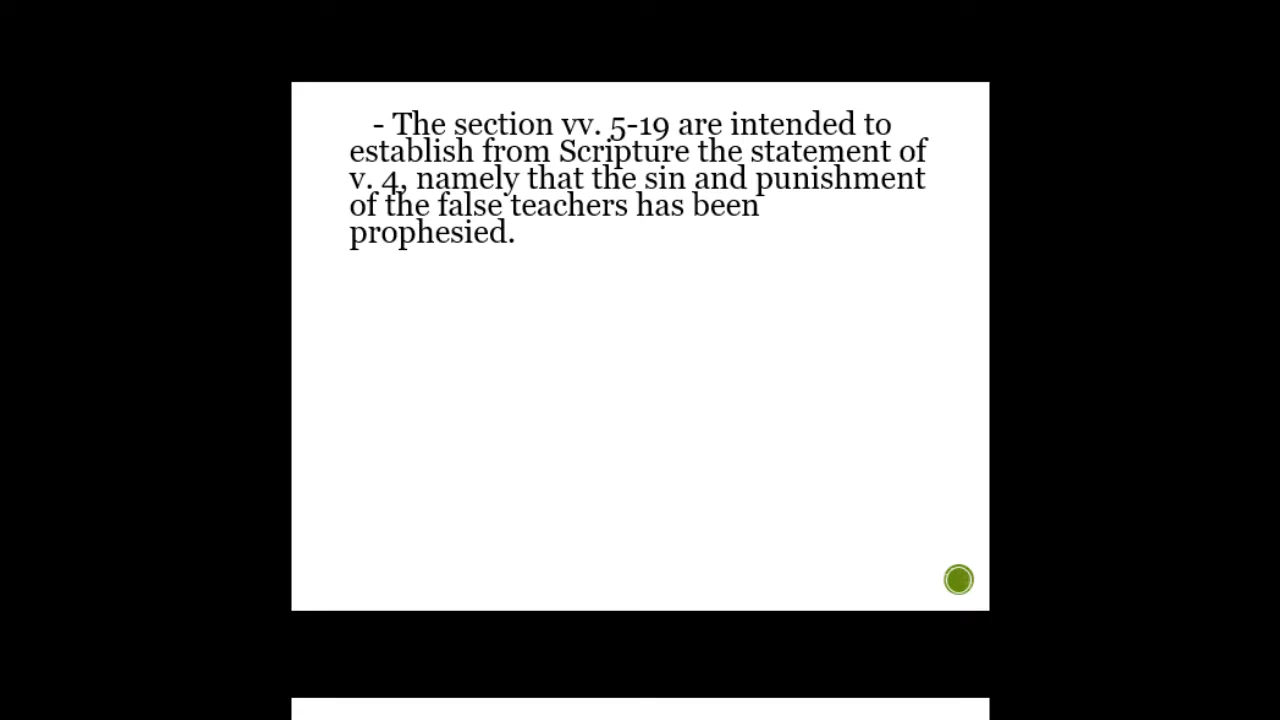 - The section vv. 5-19 are intended to
establish from Scripture the statement of
v. 4, namely that the sin and punishment
of the false teachers has been
prophesied.